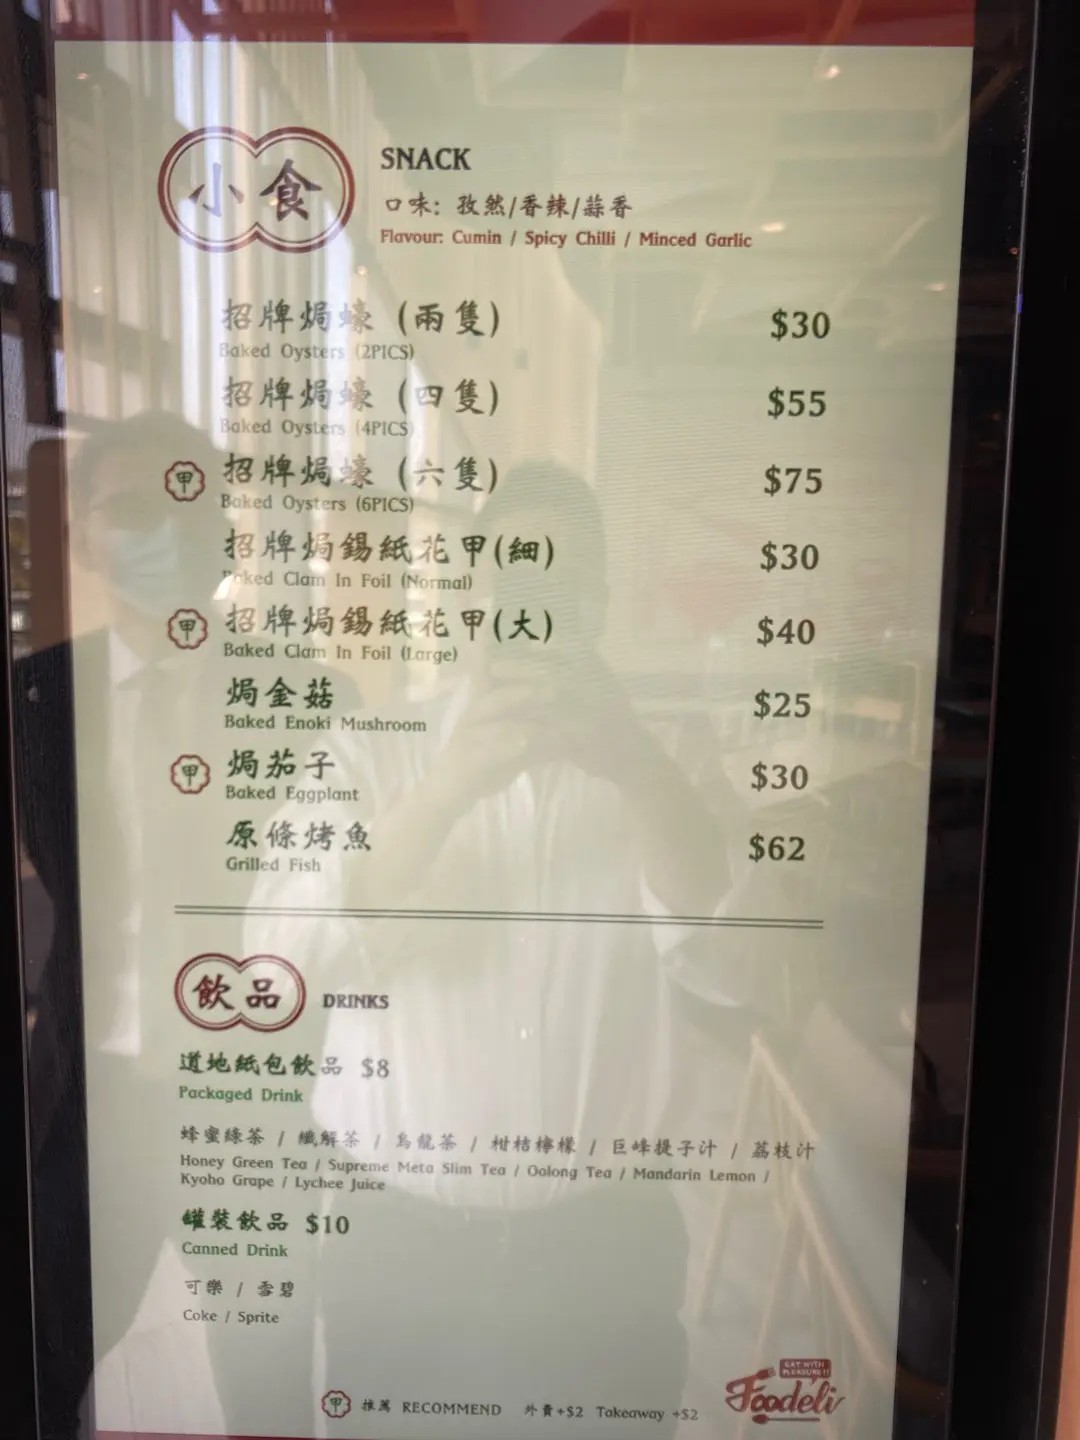 小食
SNACK
口味: 孜然/香辣/蒜香
Flavour: Cumin / Spicy Chilli / Minced Garlic
招牌焗蠔 (兩隻) $30
Baked Oysters (2PICS)
招牌焗蠔 (四隻) $55
Baked Oysters (4PICS)
甲 招牌焗蠔 (六隻) $75
Baked Oysters (6PICS)
招牌焗錫紙花甲(細) $30
Baked Clam In Foil (Normal)
甲 招牌焗錫紙花甲(大) $40
Baked Clam In Foil (Large)
焗金菇 $25
Baked Enoki Mushroom
甲 焗茄子 $30
Baked Eggplant
原條烤魚 $62
Grilled Fish
飲品 DRINKS
道地紙包飲品 $8
Packaged Drink
蜂蜜綠茶 / 纖解茶 / 烏龍茶 / 柑桔檸檬 / 巨峰提子汁 / 荔枝汁
Honey Green Tea / Supreme Meta Slim Tea / Oolong Tea / Mandarin Lemon /
Kyoho Grape / Lychee Juice
罐裝飲品 $10
Canned Drink
可樂 / 雪碧
Coke / Sprite
甲 推薦 RECOMMEND 外賣+$2 Takeaway +$2
EAT WITH
PLEASURE!!
Foodeli